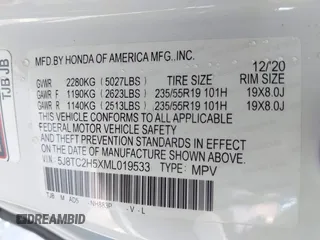 TJB JB
MFD.BY HONDA OF AMERICA MFG.,INC. 12/'20
GVWR 2280KG (5027LBS) TIRE SIZE RIM SIZE
GAWR F 1190KG (2623LBS) 235/55R19 101H 19X8.0J
GAWR R 1140KG (2513LBS) 235/55R19 101H 19X8.0J
THIS VEHICLE CONFORMS TO ALL APPLICABLE
FEDERAL MOTOR VEHICLE SAFETY AND THEFT
PREVENTION STANDARDS IN EFFECT ON THE
DATE OF MANUFACTURE SHOWN ABOVE.
V.I.N: 5J8TC2H5XML019533 TYPE: MPV
TJB M ADS -V-L
DREAMBID